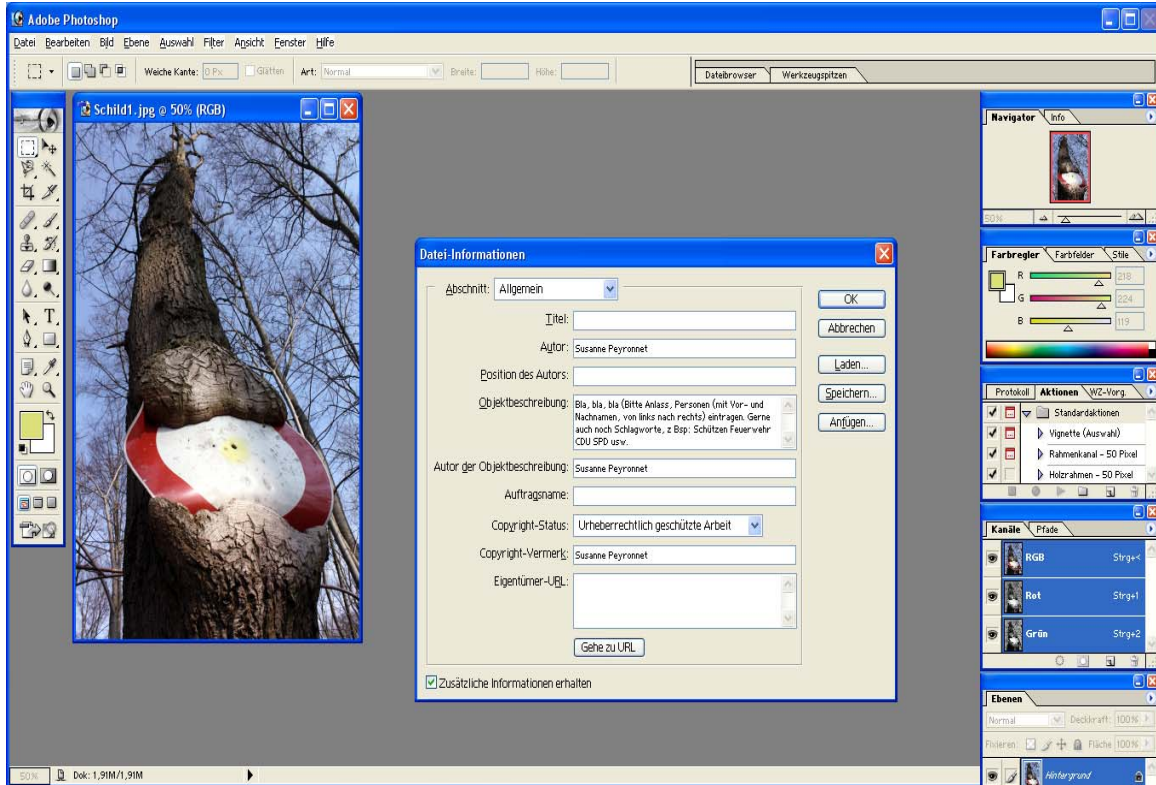 Adobe Photoshop
Datei Bearbeiten Bild Ebene Auswahl Filter Ansicht Fenster Hilfe
Weiche Kante: 0 Px Glätten Art: Normal Breite: Höhe:
Dateibrowser Werkzeugspitzen
Schild1.jpg @ 50% (RGB)
Navigator Info
50%
Datei-Informationen
Abschnitt: Allgemein
Titel:
Autor: Susanne Peyronnet
Position des Autors:
Objektbeschreibung: Bla, bla, bla (Bitte Anlass, Personen (mit Vor- und
Nachnamen, von links nach rechts) eintragen. Gerne
auch noch Schlagworte, z Bsp: Schützen Feuerwehr
CDU SPD usw.
Autor der Objektbeschreibung: Susanne Peyronnet
Auftragsname:
Copyright-Status: Urheberrechtlich geschützte Arbeit
Copyright-Vermerk: Susanne Peyronnet
Eigentümer-URL:
Gehe zu URL
Zusätzliche Informationen erhalten
OK
Abbrechen
Laden...
Speichern...
Anfügen...
Farbregler Farbfelder Stile
R 218
G 224
B 119
Protokoll Aktionen WZ-Vorg.
Standardaktionen
Vignette (Auswahl)
Rahmenkanal - 50 Pixel
Holzrahmen - 50 Pixel
Kanäle Pfade
RGB Strg+<
Rot Strg+1
Grün Strg+2
Ebenen
Normal Deckkraft: 100%
Fixieren: Fläche 100%
Hintergrund
50% Dok: 1,91M/1,91M